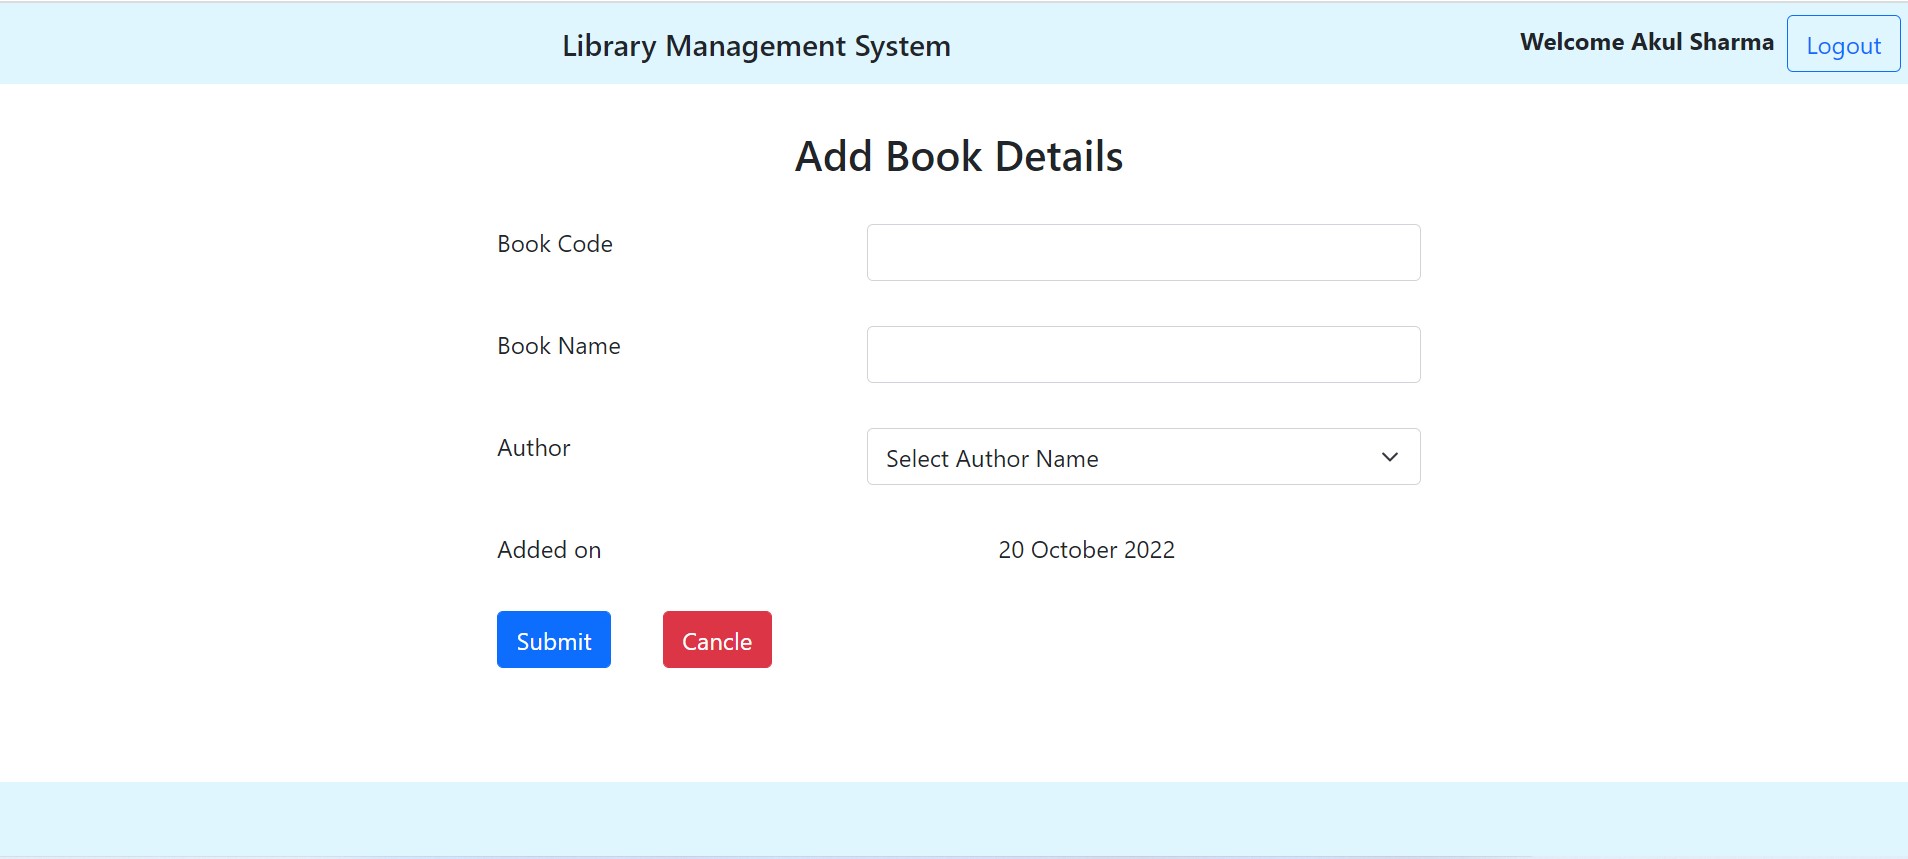 Library Management System
Welcome Akul Sharma
Logout
Add Book Details
Book Code
Book Name
Author
Select Author Name
Added on
20 October 2022
Submit
Cancle